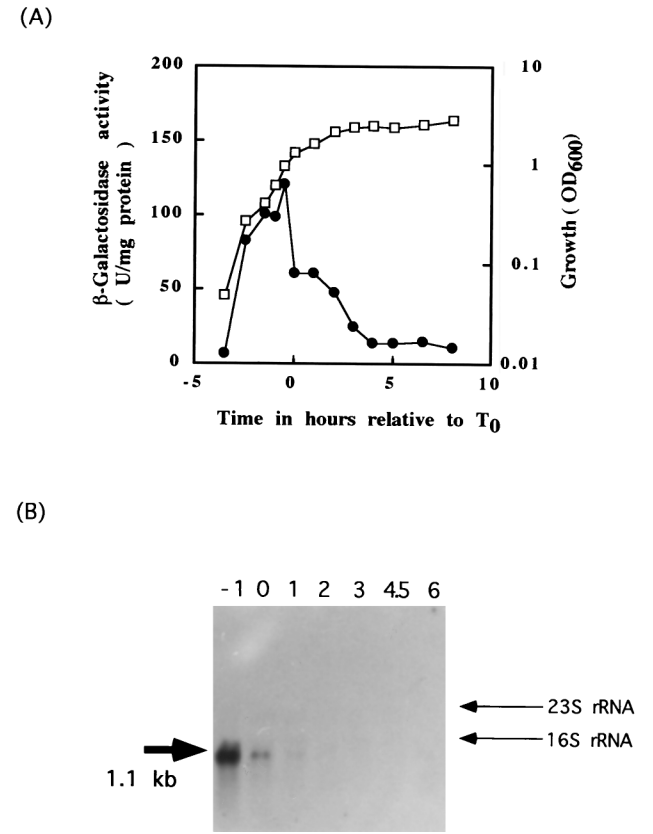 (A)
200
150
100
50
0
10
1
0.1
0.01
-5
0
5
10
β-Galactosidase activity
( U/mg protein )
Growth ( OD600)
Time in hours relative to T0
(B)
-1 0 1 2 3 4.5 6
23S rRNA
16S rRNA
1.1 kb